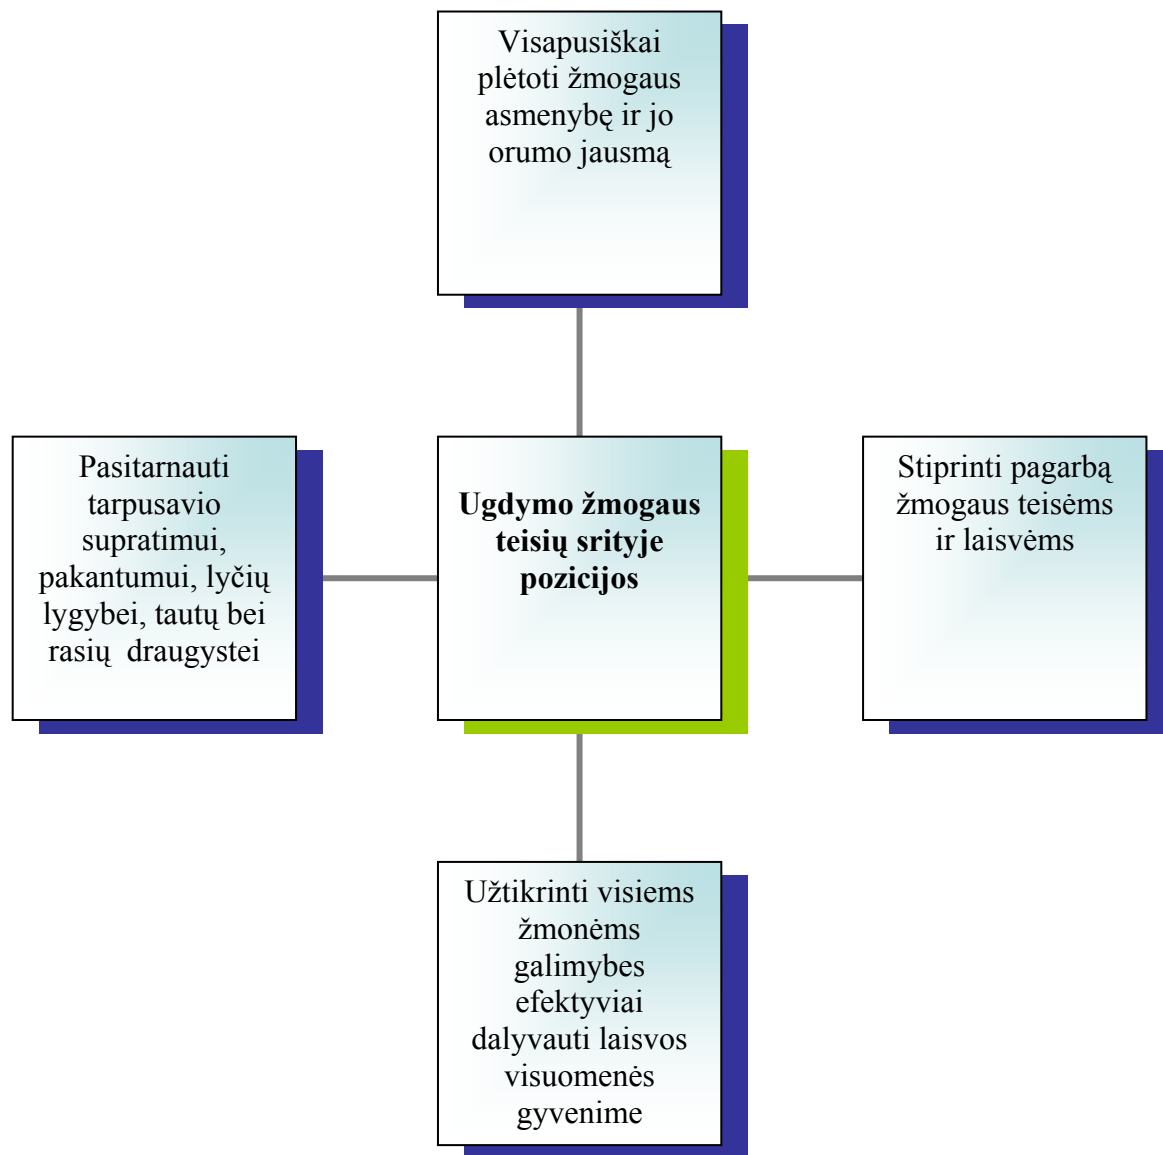 Visapusiškai
plėtoti žmogaus
asmenybę ir jo
orumo jausmą
Pasitarnauti
tarpusavio
supratimui,
pakantumui, lyčių
lygybei, tautų bei
rasių  draugystei
Ugdymo žmogaus
teisių srityje
pozicijos
Stiprinti pagarbą
žmogaus teisėms
ir laisvėms
Užtikrinti visiems
žmonėms
galimybes
efektyviai
dalyvauti laisvos
visuomenės
gyvenime